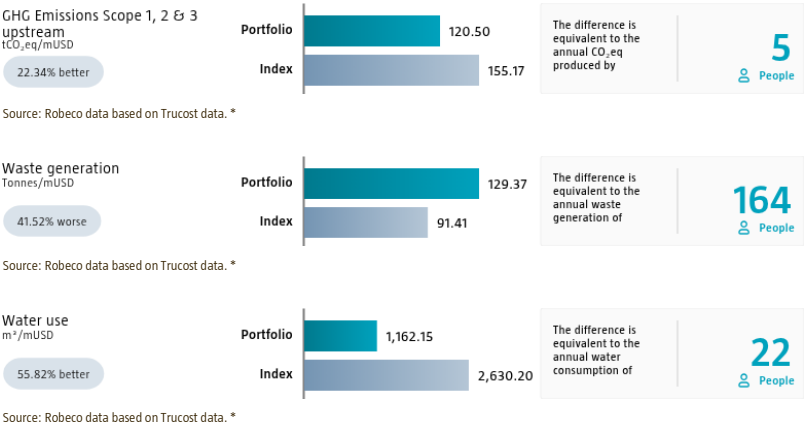 GHG Emissions Scope 1, 2 & 3
upstream
tCO₂eq/mUSD
22.34% better
Portfolio
120.50
Index
155.17
The difference is
equivalent to the
annual CO₂eq
produced by
5
People
Source: Robeco data based on Trucost data. *
Waste generation
Tonnes/mUSD
41.52% worse
Portfolio
129.37
Index
91.41
The difference is
equivalent to the
annual waste
generation of
164
People
Source: Robeco data based on Trucost data. *
Water use
m³/mUSD
55.82% better
Portfolio
1,162.15
Index
2,630.20
The difference is
equivalent to the
annual water
consumption of
22
People
Source: Robeco data based on Trucost data. *